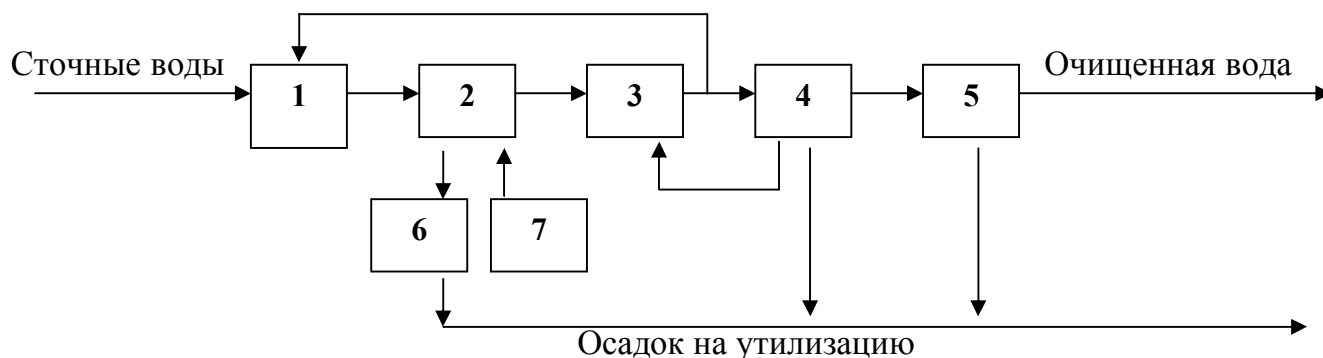 Сточные воды
Очищенная вода
1
2
3
4
5
6
7
Осадок на утилизацию